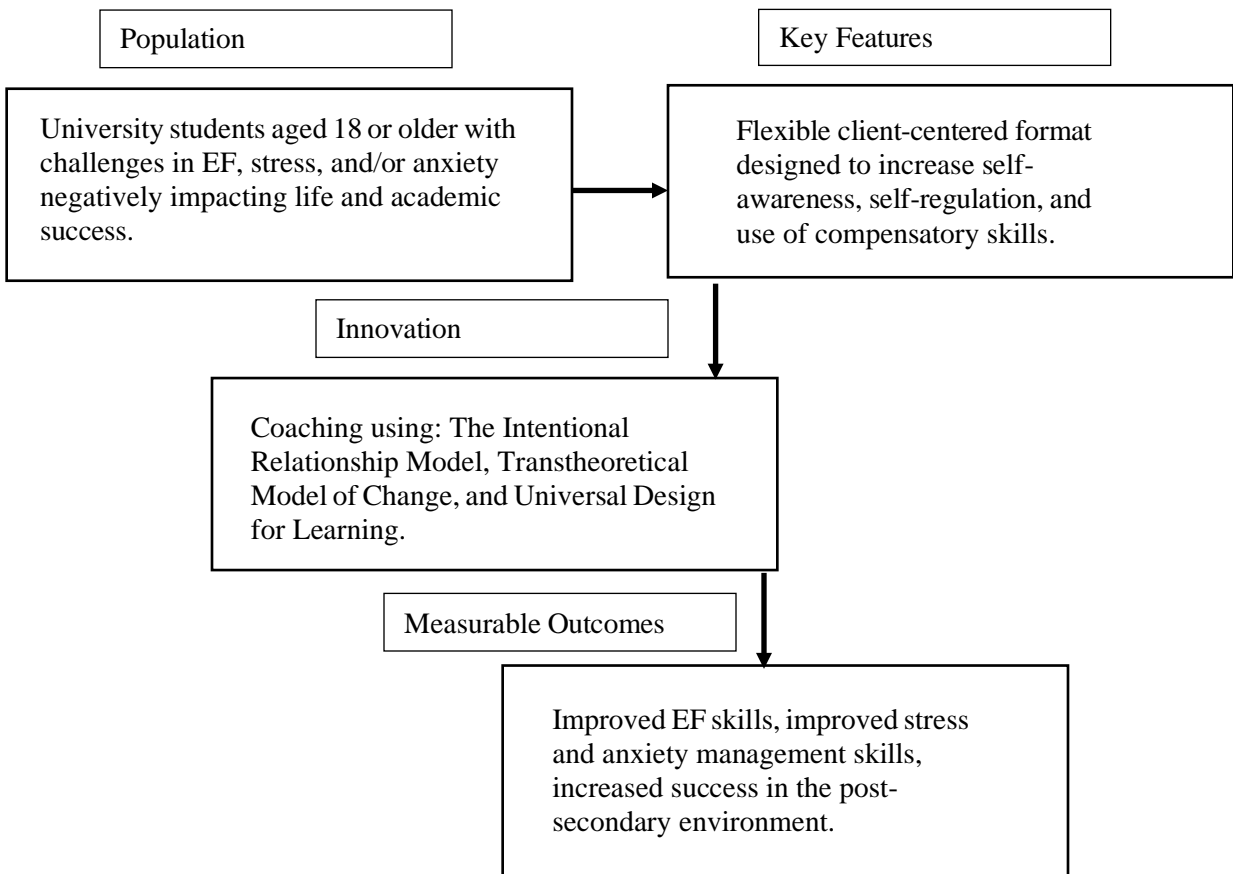 Population
University students aged 18 or older with
challenges in EF, stress, and/or anxiety
negatively impacting life and academic
success.
Key Features
Flexible client-centered format
designed to increase self-
awareness, self-regulation, and
use of compensatory skills.
Innovation
Coaching using: The Intentional
Relationship Model, Transtheoretical
Model of Change, and Universal Design
for Learning.
Measurable Outcomes
Improved EF skills, improved stress
and anxiety management skills,
increased success in the post-
secondary environment.